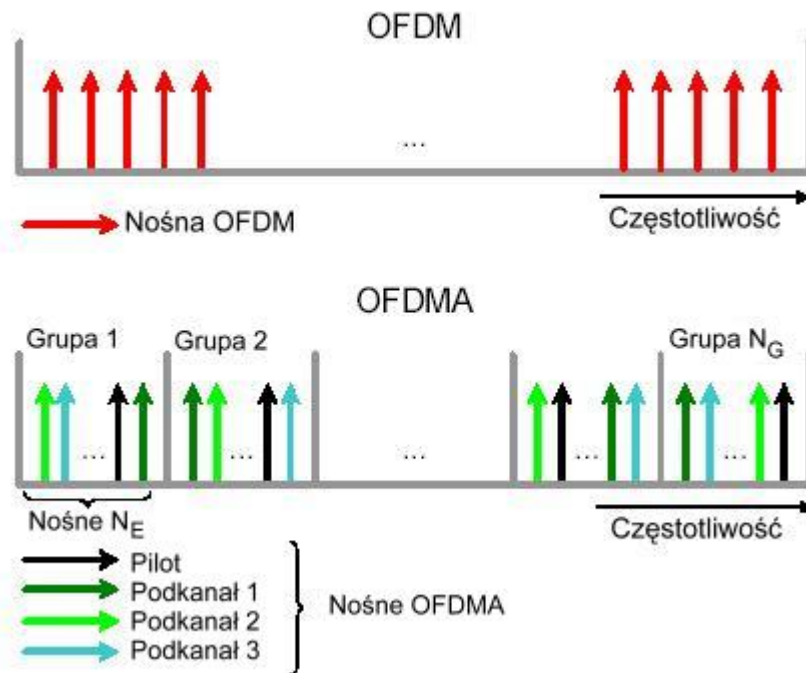 OFDM
...
Nośna OFDM
Częstotliwość
OFDMA
Grupa 1
Grupa 2
Grupa N_G
... ... ... ... ...
Nośne N_E
Częstotliwość
Pilot
Podkanał 1
Podkanał 2
Podkanał 3
Nośne OFDMA